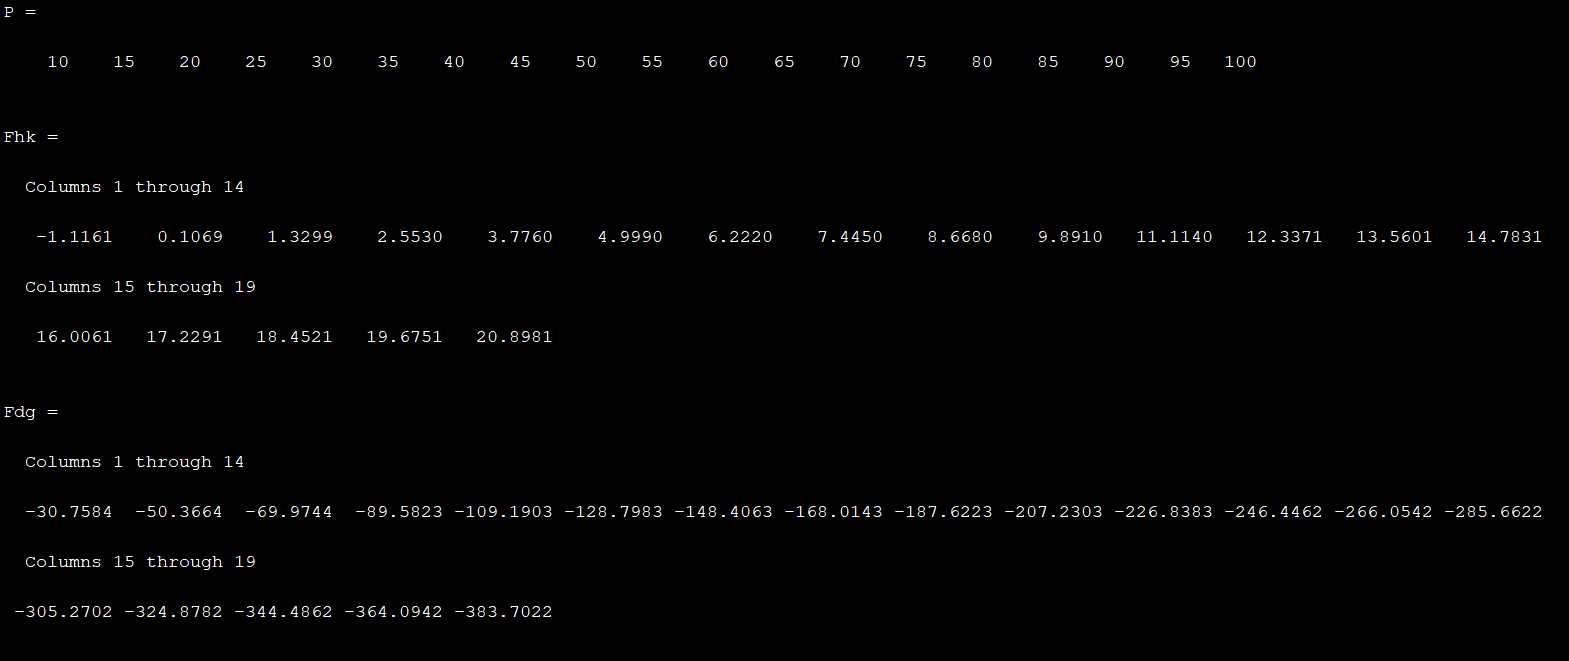 P =
10 15 20 25 30 35 40 45 50 55 60 65 70 75 80 85 90 95 100
Fhk =
Columns 1 through 14
-1.1161 0.1069 1.3299 2.5530 3.7760 4.9990 6.2220 7.4450 8.6680 9.8910 11.1140 12.3371 13.5601 14.7831
Columns 15 through 19
16.0061 17.2291 18.4521 19.6751 20.8981
Fdg =
Columns 1 through 14
-30.7584 -50.3664 -69.9744 -89.5823 -109.1903 -128.7983 -148.4063 -168.0143 -187.6223 -207.2303 -226.8383 -246.4462 -266.0542 -285.6622
Columns 15 through 19
-305.2702 -324.8782 -344.4862 -364.0942 -383.7022